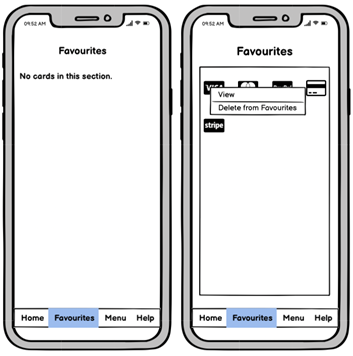 09:52 AM
Favourites
No cards in this section.
Home Favourites Menu Help
09:52 AM
Favourites
View
Delete from Favourites
stripe
Home Favourites Menu Help